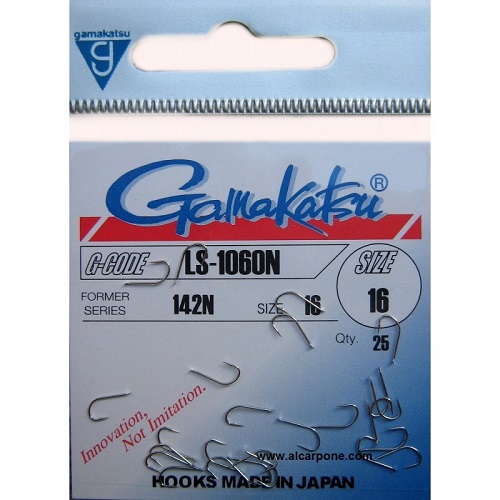 gamakatsu
g
Gamakatsu®
G-CODE LS-1060N SIZE
FORMER SERIES 142N SIZE 16 16
Qty. 25
Innovation,
Not Imitation.
www.alcarpone.com
HOOKS MADE IN JAPAN